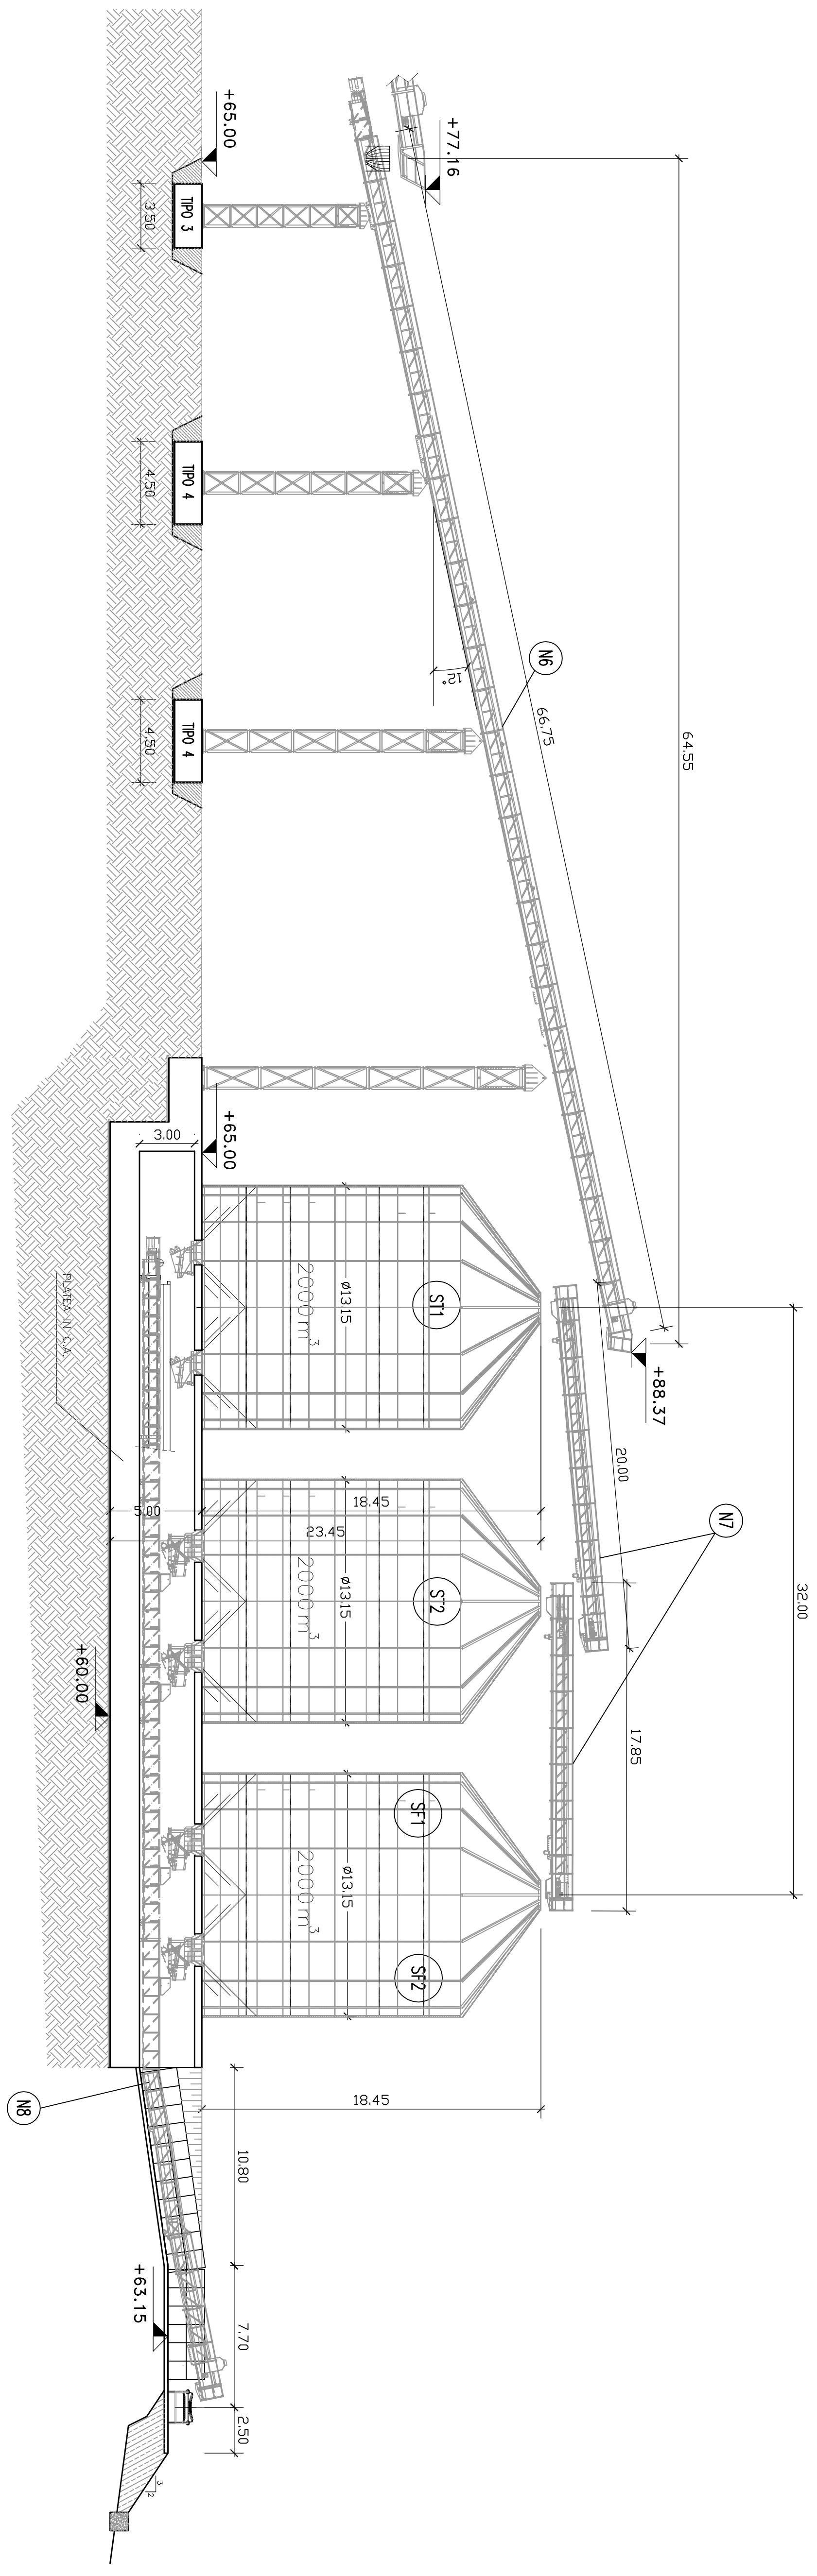 +65.00
+77.16
TIPO 3
3.50
TIPO 4
4.50
12°
N6
66.75
64.55
TIPO 4
4.50
+65.00
3.00
PLATEA IN C.A.
ST1
Ø13.15
2000 m³
+88.37
20.00
N7
32.00
5.00
18.45
23.45
ST2
Ø13.15
2000 m³
+60.00
17.85
SF1
Ø13.15
2000 m³
SF2
18.45
N8
10.80
+63.15
7.70
2.50
3
2